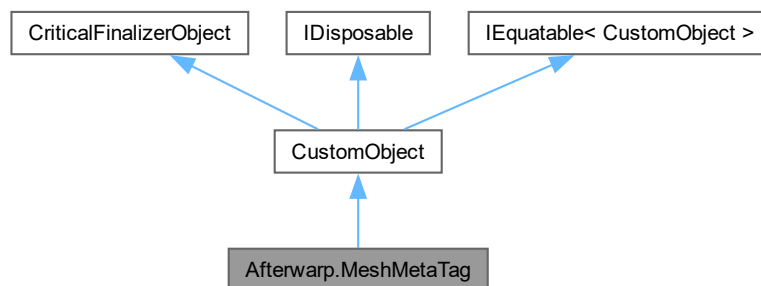 CriticalFinalizerObject
IDisposable
IEquatable< CustomObject >
CustomObject
Afterwarp.MeshMetaTag